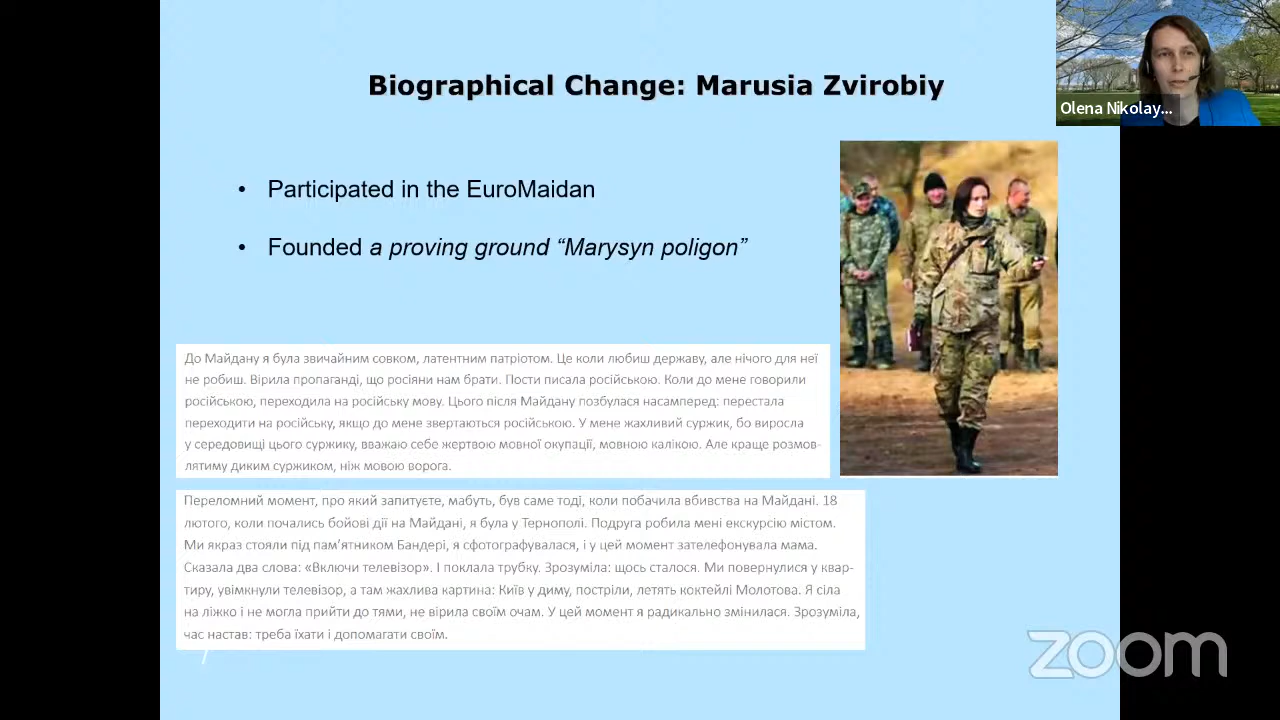 Biographical Change: Marusia Zvirobiy
Olena Nikolay...
• Participated in the EuroMaidan
• Founded a proving ground “Marysyn poligon”
До Майдану я була звичайним совком, латентним патріотом. Це коли любиш державу, але нічого для неї
не робиш. Вірила пропаганді, що росіяни нам брати. Пости писала російською. Коли до мене говорили
російською, переходила на російську мову. Цього після Майдану позбулася насамперед: перестала
переходити на російську, якщо до мене звертаються російською. У мене жахливий суржик, бо виросла
у середовищі цього суржику, вважаю себе жертвою мовної окупації, мовною калікою. Але краще розмов-
лятиму диким суржиком, ніж мовою ворога.
Переломний момент, про який запитуєте, мабуть, був саме тоді, коли побачила вбивства на Майдані. 18
лютого, коли почались бойові дії на Майдані, я була у Тернополі. Подруга робила мені екскурсію містом.
Ми якраз стояли під пам’ятником Бандері, я сфотографувалася, і у цей момент зателефонувала мама.
Сказала два слова: «Включи телевізор». І поклала трубку. Зрозуміла: щось сталося. Ми повернулися у квар-
тиру, увімкнули телевізор, а там жахлива картина: Київ у диму, постріли, летять коктейлі Молотова. Я сіла
на ліжко і не могла прийти до тями, не вірила своїм очам. У цей момент я радикально змінилася. Зрозуміла,
час настав: треба їхати і допомагати своїм.
zoom